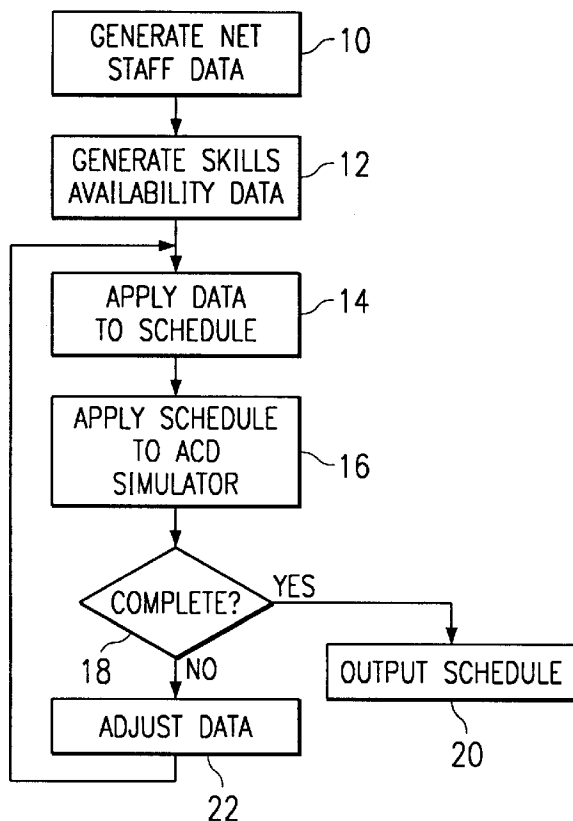 GENERATE NET
STAFF DATA
10
GENERATE SKILLS
AVAILABILITY DATA
12
APPLY DATA
TO SCHEDULE
14
APPLY SCHEDULE
TO ACD
SIMULATOR
16
COMPLETE?
YES
18
NO
OUTPUT SCHEDULE
20
ADJUST DATA
22